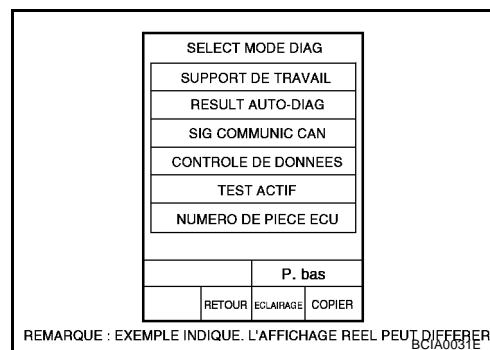 SELECT MODE DIAG
SUPPORT DE TRAVAIL
RESULT AUTO-DIAG
SIG COMMUNIC CAN
CONTROLE DE DONNEES
TEST ACTIF
NUMERO DE PIECE ECU
P. bas
RETOUR ECLAIRAGE COPIER
REMARQUE : EXEMPLE INDIQUE. L'AFFICHAGE REEL PEUT DIFFERER
BCIA0031E